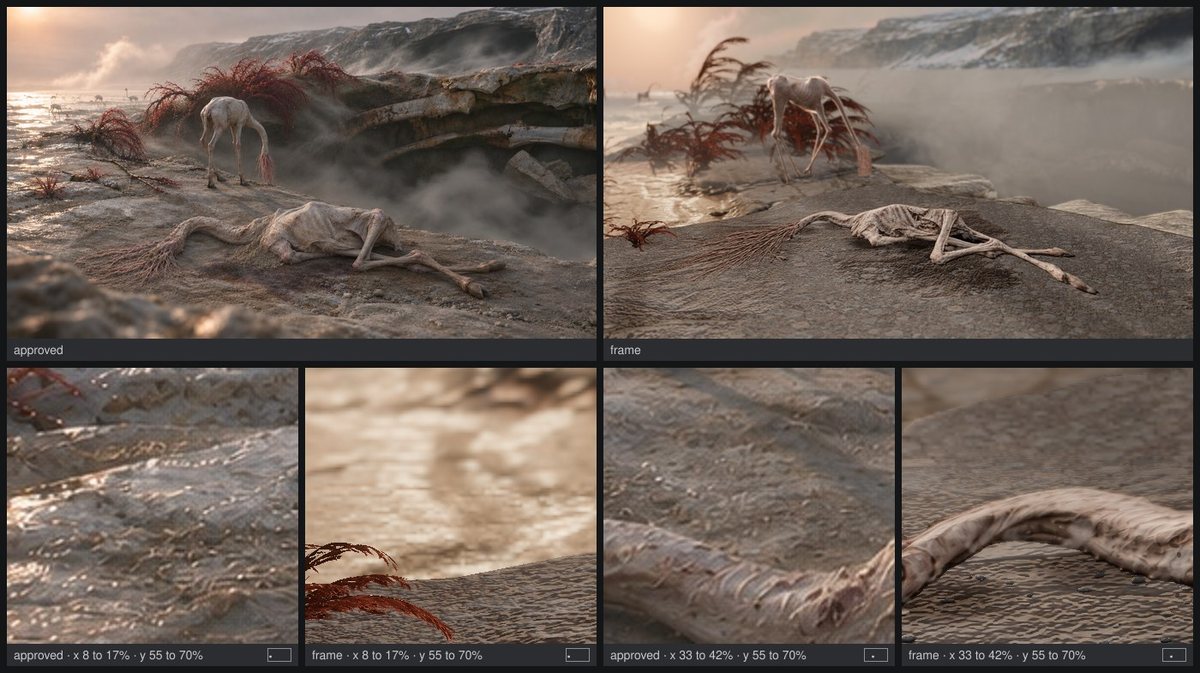 approved
frame
approved · x 8 to 17% · y 55 to 70%
frame · x 8 to 17% · y 55 to 70%
approved · x 33 to 42% · y 55 to 70%
frame · x 33 to 42% · y 55 to 70%